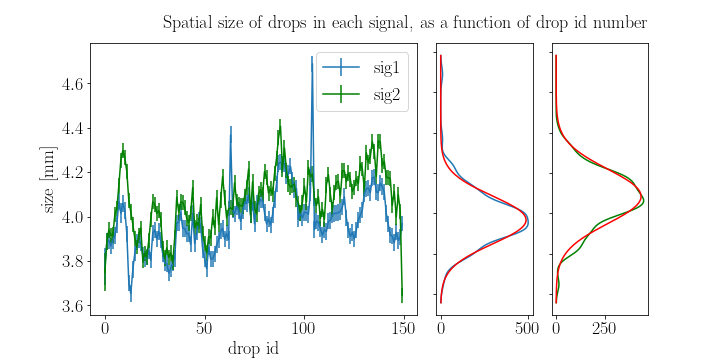 Spatial size of drops in each signal, as a function of drop id number
sig1
sig2
size [mm]
4.6
4.4
4.2
4.0
3.8
3.6
0 50 100 150
0 500
0 250
drop id